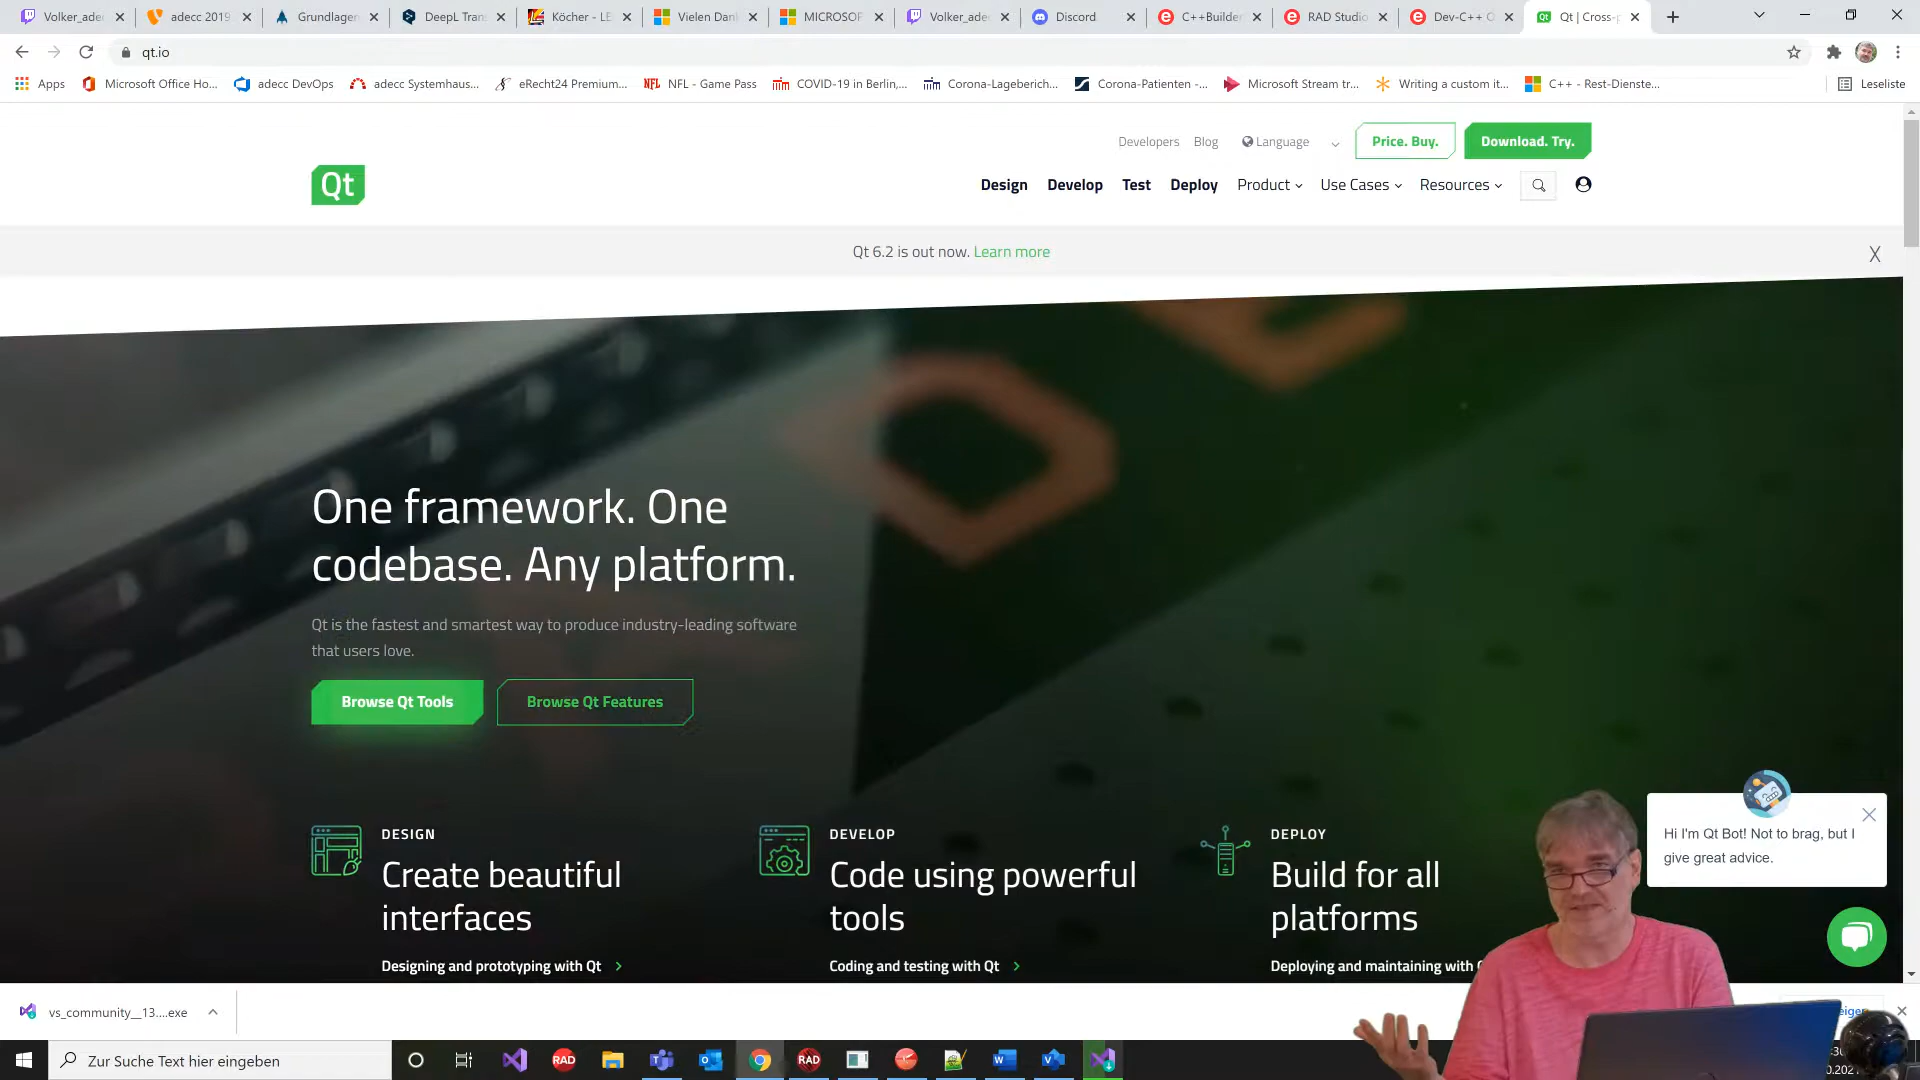 Volker_ade
adecc 2019
Grundlagen
DeepL Trans
Köcher - LE
Vielen Dank
MICROSOF
Volker_ade
Discord
C++Builder
RAD Studio
Dev-C++ O
Qt | Cross-p
qt.io
Apps
Microsoft Office Ho...
adecc DevOps
adecc Systemhaus...
eRecht24 Premium...
NFL - Game Pass
COVID-19 in Berlin,...
Corona-Lageberich...
Corona-Patienten -...
Microsoft Stream tr...
Writing a custom it...
C++ - Rest-Dienste...
Leseliste
Developers
Blog
Language
Price. Buy.
Download. Try.
Qt
Design
Develop
Test
Deploy
Product
Use Cases
Resources
Qt 6.2 is out now. Learn more
X
One framework. One
codebase. Any platform.
Qt is the fastest and smartest way to produce industry-leading software
that users love.
Browse Qt Tools
Browse Qt Features
DESIGN
Create beautiful
interfaces
Designing and prototyping with Qt
DEVELOP
Code using powerful
tools
Coding and testing with Qt
DEPLOY
Build for all
platforms
Deploying and maintaining with
Hi I'm Qt Bot! Not to brag, but I
give great advice.
vs_community__13....exe
Zur Suche Text hier eingeben
RAD
RAD